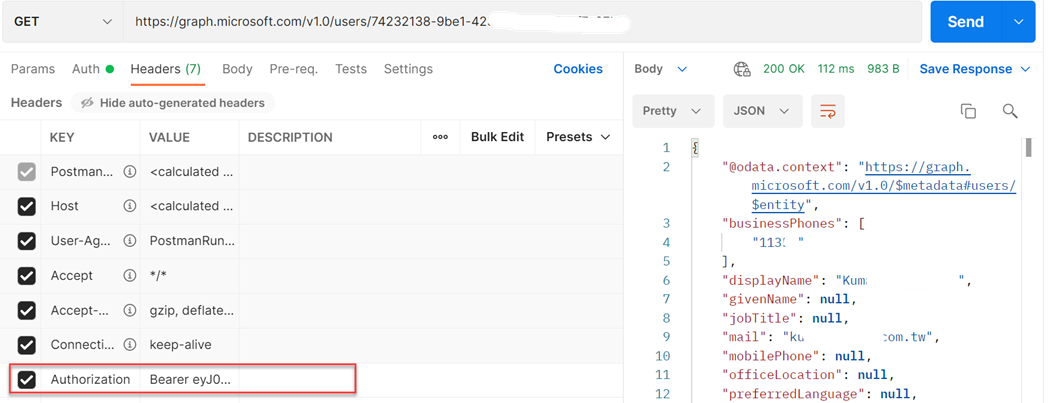 GET
https://graph.microsoft.com/v1.0/users/74232138-9be1-42
Send
Params Auth Headers (7) Body Pre-req. Tests Settings Cookies
Headers Hide auto-generated headers
KEY VALUE DESCRIPTION ••• Bulk Edit Presets
Postman... <calculated ...
Host <calculated ...
User-Ag... PostmanRun...
Accept */*
Accept-... gzip, deflate...
Connecti... keep-alive
Authorization Bearer eyJ0...
Body 200 OK 112 ms 983 B Save Response
Pretty JSON
1 {
2 "@odata.context": "https://graph.
microsoft.com/v1.0/$metadata#users/
$entity",
3 "businessPhones": [
4 "113 "
5 ],
6 "displayName": "Kum ",
7 "givenName": null,
8 "jobTitle": null,
9 "mail": "ku com.tw",
10 "mobilePhone": null,
11 "officeLocation": null,
12 "preferredLanguage": null,